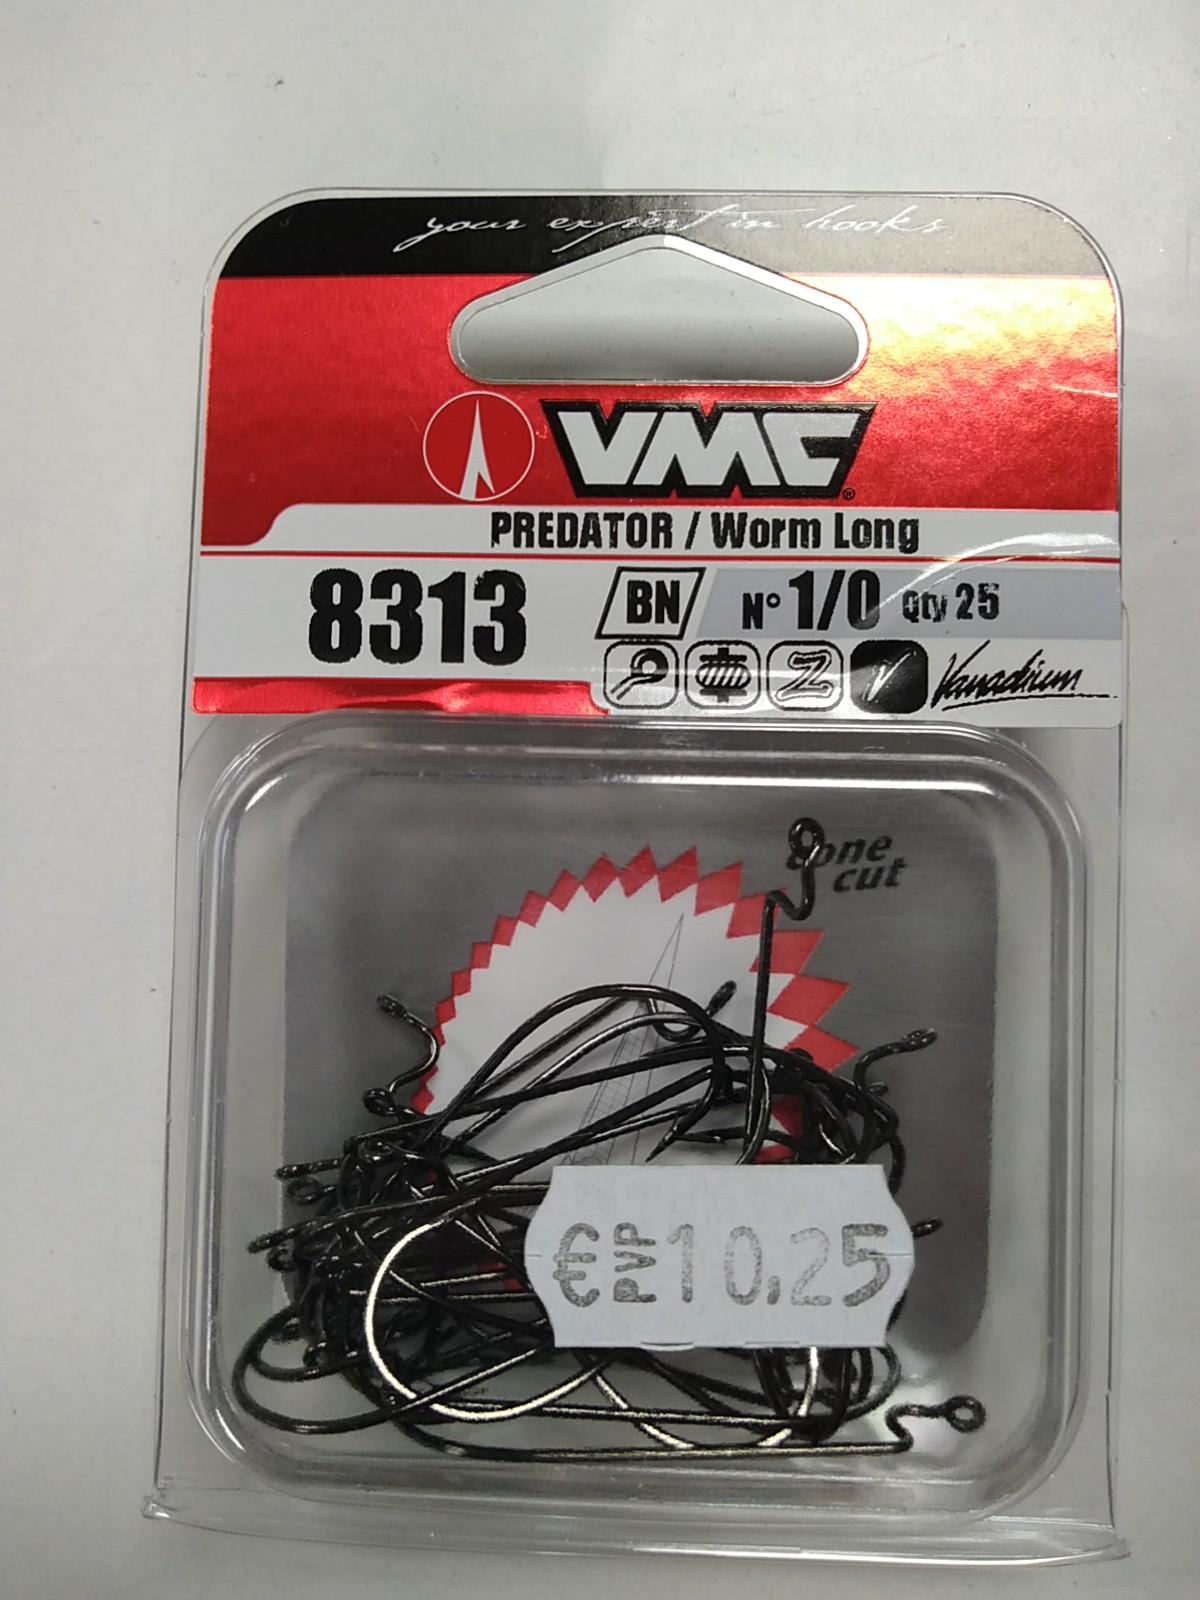 your expert in hooks
VMC®
PREDATOR / Worm Long
8313 BN N° 1/0 Qty 25
Vanadium
cone
cut
€ PVP 10,25